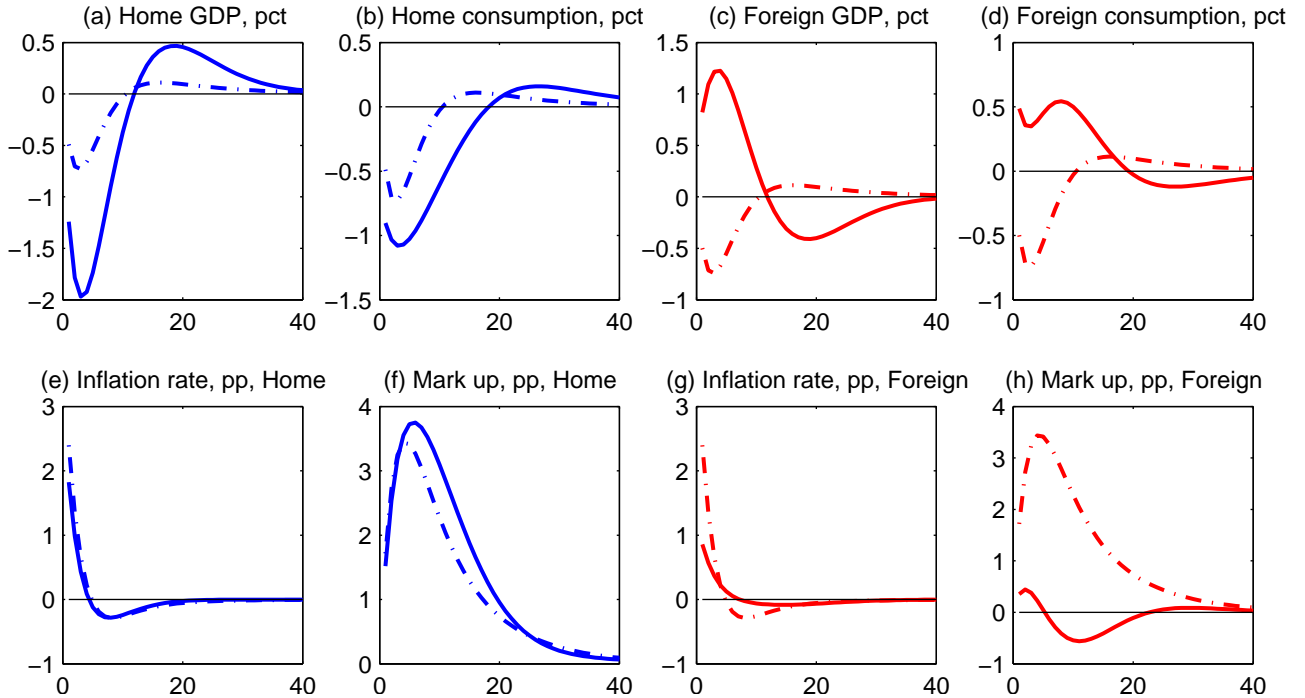 (a) Home GDP, pct
0.5
0
−0.5
−1
−1.5
−2
0 20 40
(b) Home consumption, pct
0.5
0
−0.5
−1
−1.5
0 20 40
(c) Foreign GDP, pct
1.5
1
0.5
0
−0.5
−1
0 20 40
(d) Foreign consumption, pct
1
0.5
0
−0.5
−1
0 20 40
(e) Inflation rate, pp, Home
3
2
1
0
−1
0 20 40
(f) Mark up, pp, Home
4
3
2
1
0
0 20 40
(g) Inflation rate, pp, Foreign
3
2
1
0
−1
0 20 40
(h) Mark up, pp, Foreign
4
3
2
1
0
−1
0 20 40